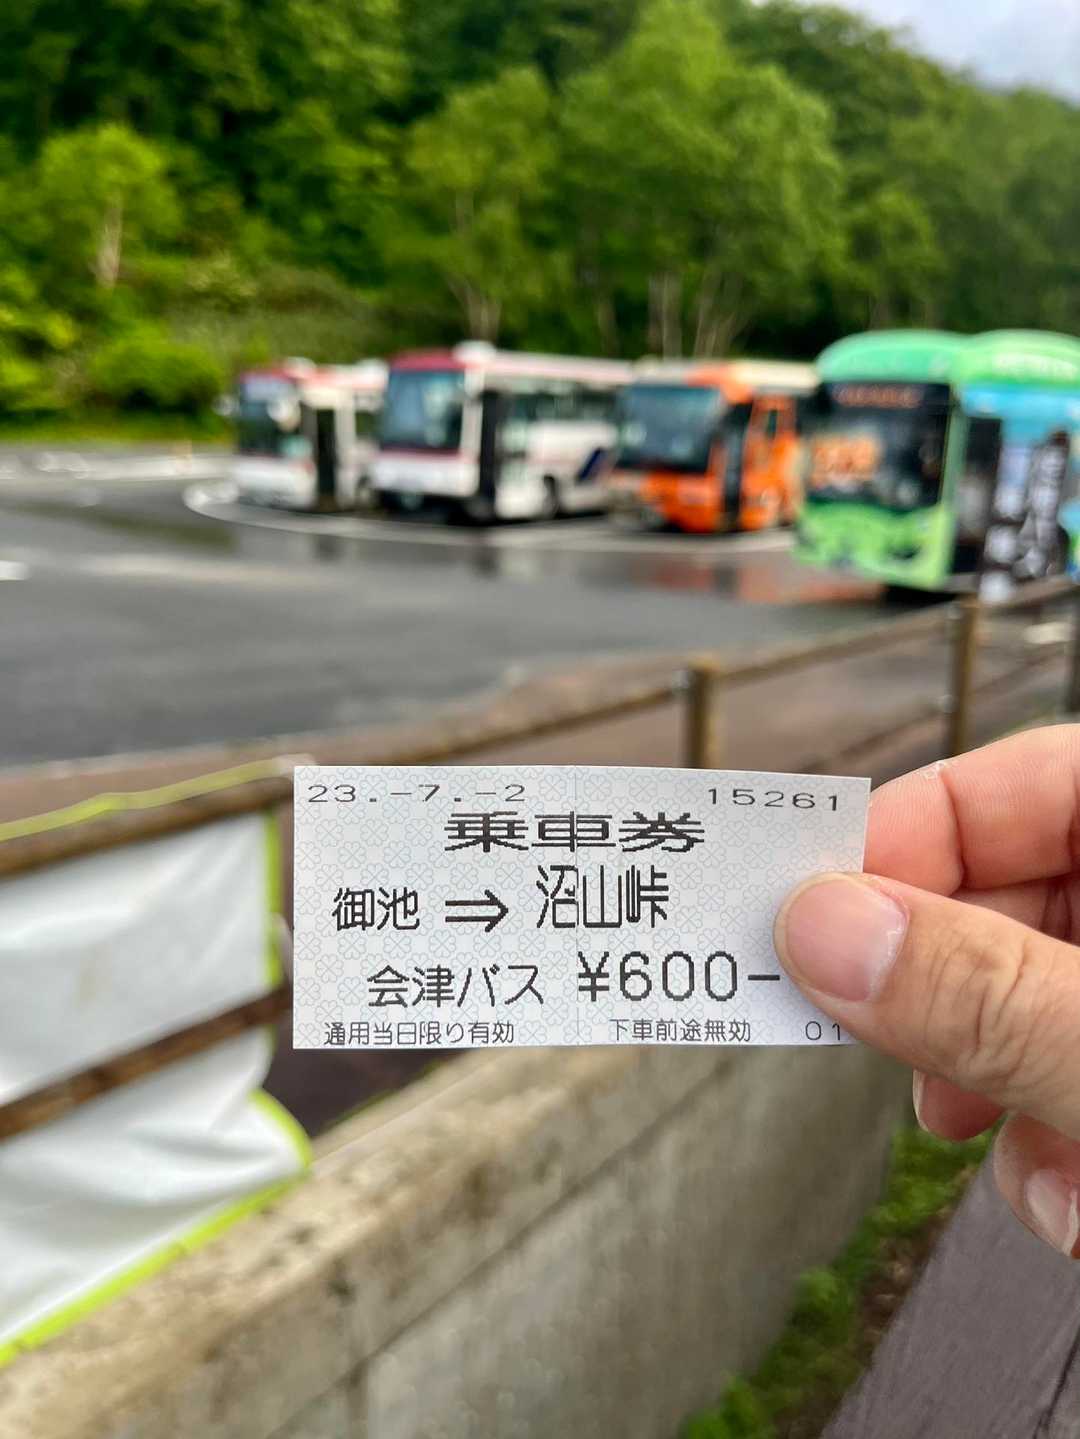 23.-7.-2 15261
乗車券
御池 ⇒ 沼山峠
会津バス ¥600-
通用当日限り有効 下車前途無効 01